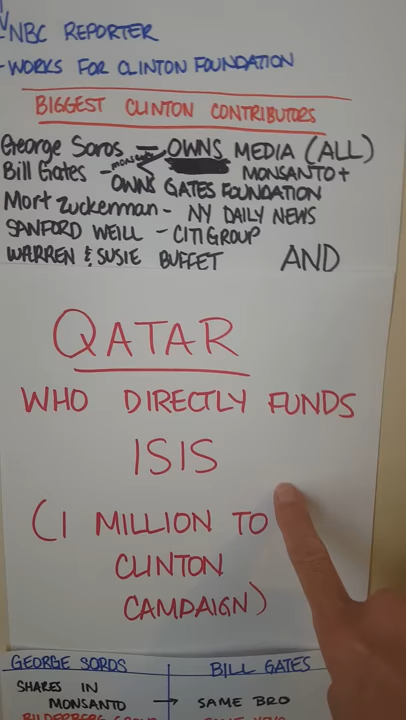 -NBC REPORTER
-WORKS FOR CLINTON FOUNDATION
BIGGEST CLINTON CONTRIBUTORS
George Soros - OWNS MEDIA (ALL)
Bill Gates - MONSANTO +
OWNS GATES FOUNDATION
Mort Zuckerman - NY DAILY NEWS
SANFORD WEILL - CITIGROUP
WARREN & SUSIE BUFFET AND
QATAR
WHO DIRECTLY FUNDS
ISIS
(1 MILLION TO
CLINTON
CAMPAIGN)
GEORGE SOROS BILL GATES
SHARES IN
MONSANTO → SAME BRO